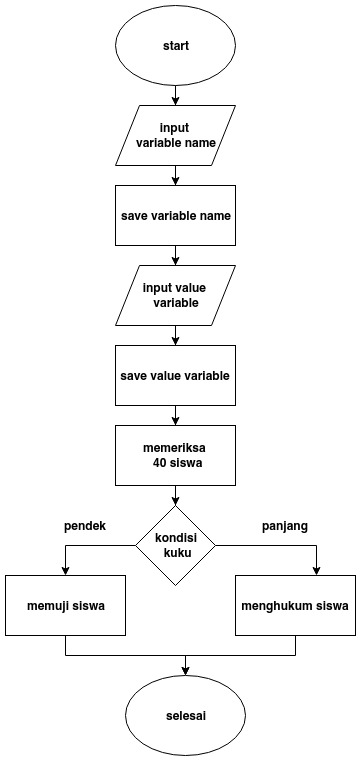 start
input
variable name
save variable name
input value
variable
save value variable
memeriksa
40 siswa
pendek
kondisi
kuku
panjang
memuji siswa
menghukum siswa
selesai